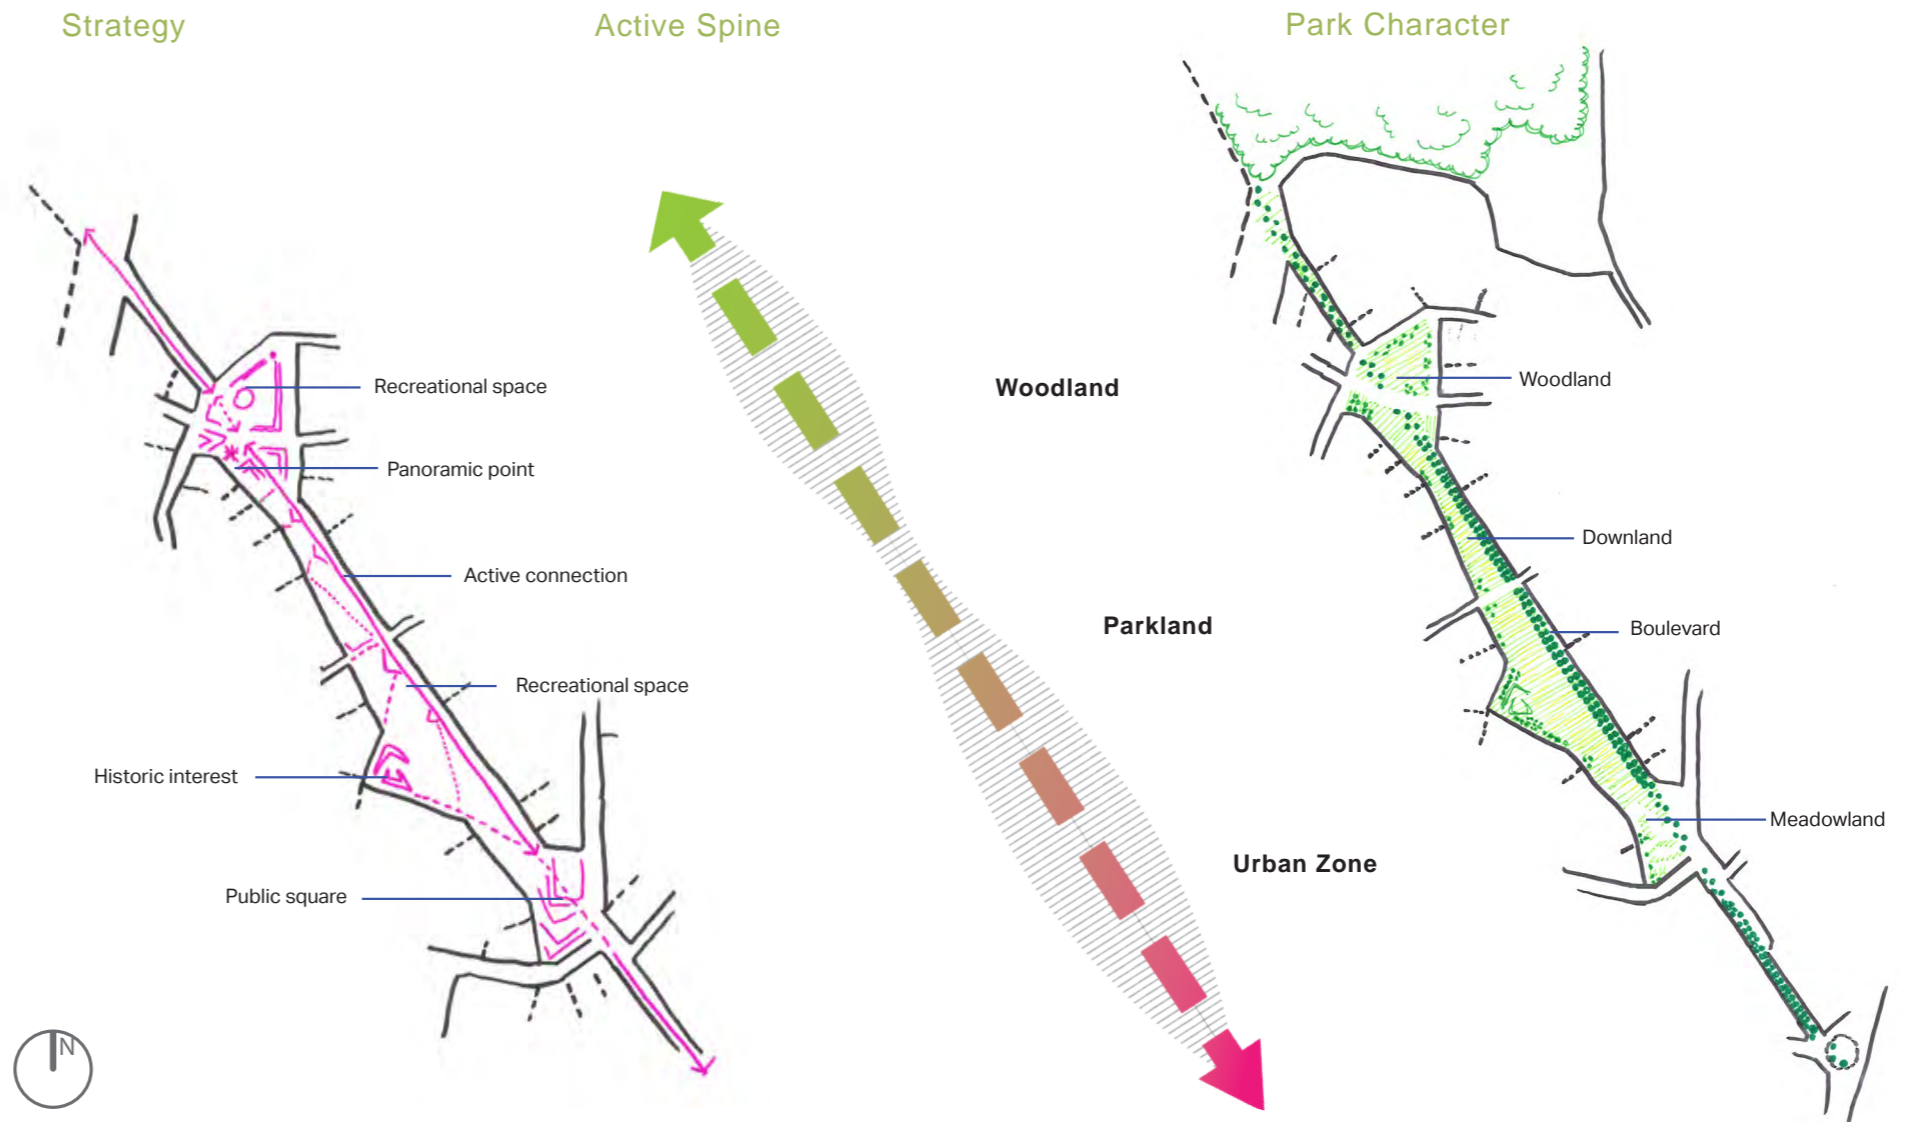 Strategy
Active Spine
Park Character
Recreational space
Panoramic point
Active connection
Recreational space
Historic interest
Public square
N
Woodland
Parkland
Urban Zone
Woodland
Downland
Boulevard
Meadowland